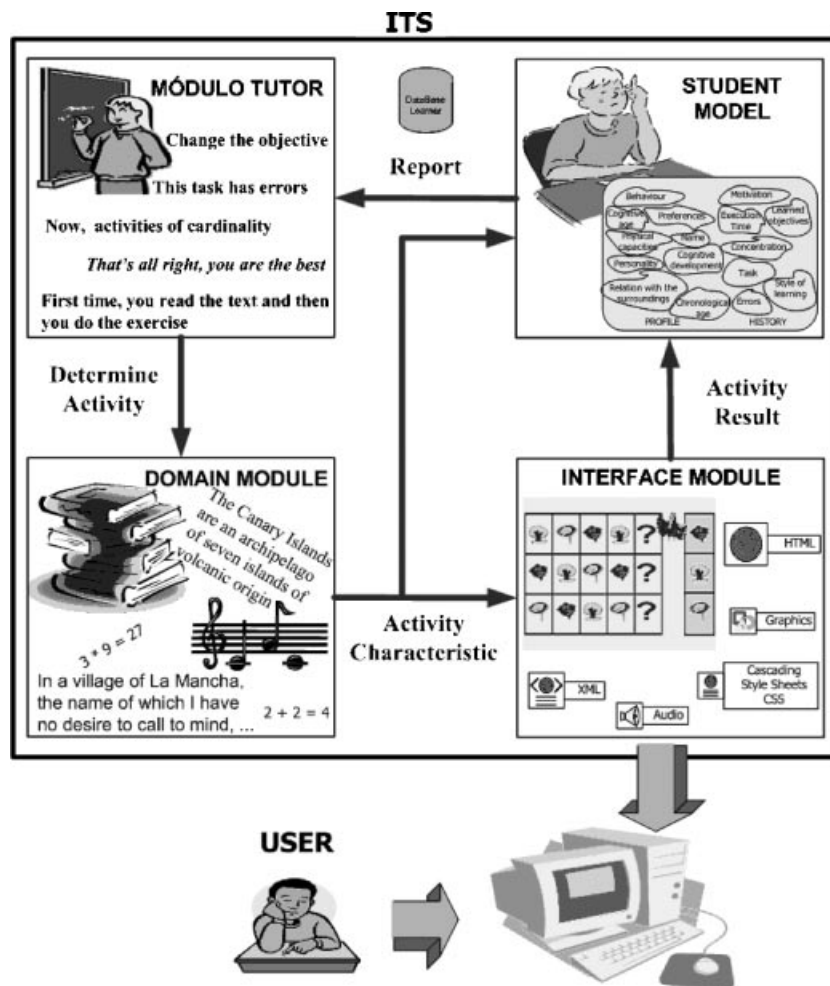 ITS
MÓDULO TUTOR
Change the objective
This task has errors
Now, activities of cardinality
That's all right, you are the best
First time, you read the text and then
you do the exercise
DataBase
Learner
Report
STUDENT
MODEL
Behaviour
Motivation
Cognitive
age
Preferences
Execution
Time
Learned
objectives
Physical
capacities
Name
Concentration
Personality
Cognitive
development
Task
Relation with the
surroundings
Chronological
age
Errors
Style of
learning
PROFILE
HISTORY
Determine
Activity
Activity
Result
DOMAIN MODULE
The Canary Islands
are an archipelago
of seven islands of
volcanic origin
3 * 9 = 27
In a village of La Mancha,
the name of which I have
no desire to call to mind, ...
2 + 2 = 4
Activity
Characteristic
INTERFACE MODULE
?
?
?
HTML
Graphics
XML
Audio
Cascading
Style Sheets
CSS
USER